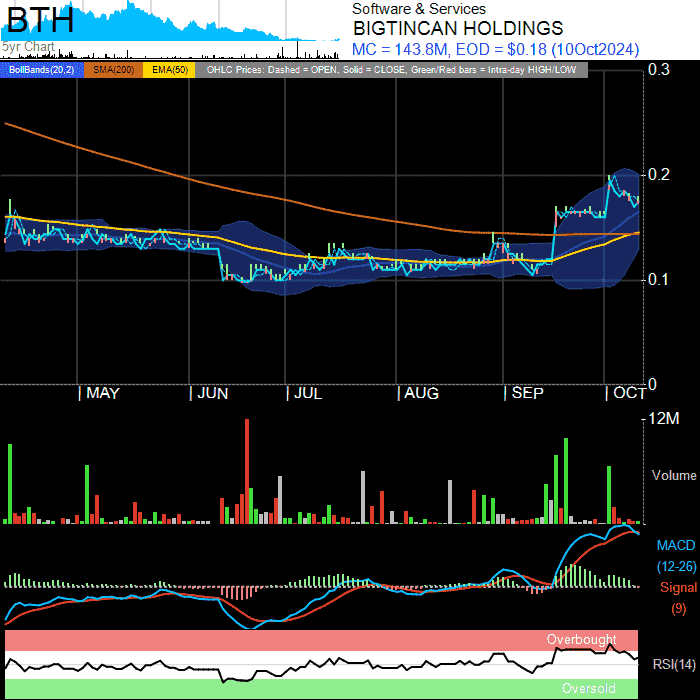 BTH
5yr Chart
Software & Services
BIGTINCAN HOLDINGS
MC = 143.8M, EOD = $0.18 (10Oct2024)
BollBands(20,2) SMA(200) EMA(50) OHLC Prices: Dashed = OPEN, Solid = CLOSE, Green/Red bars = Intra-day HIGH/LOW
0.3
0.2
0.1
0
| MAY | JUN | JUL | AUG | SEP | OCT
12M
Volume
MACD
(12-26)
Signal
(9)
Overbought
RSI(14)
Oversold